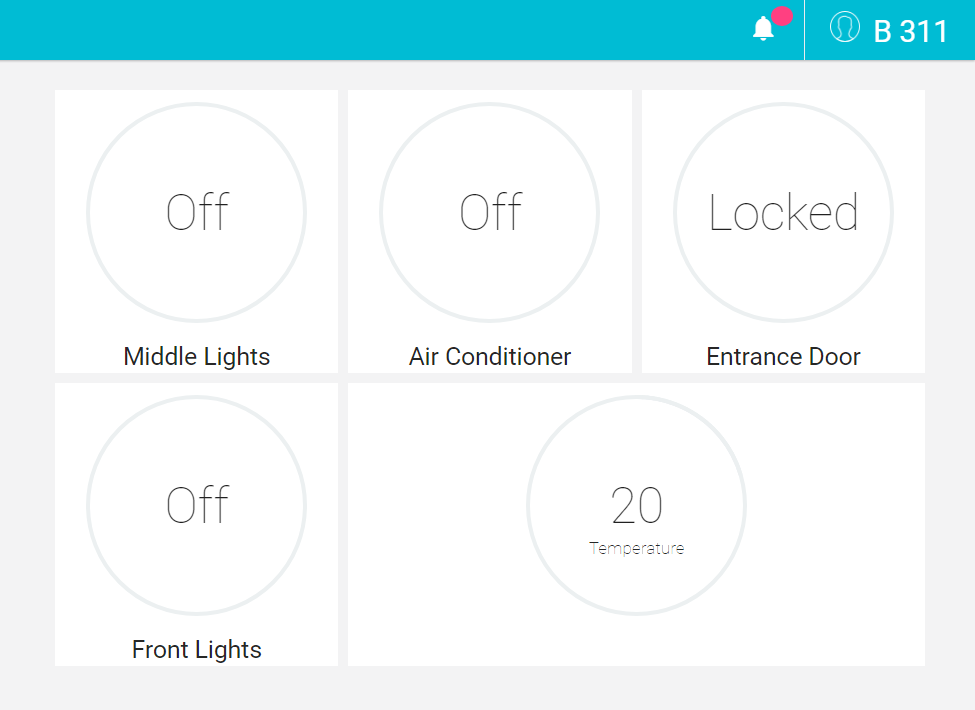 B 311
Off
Off
Locked
Middle Lights
Air Conditioner
Entrance Door
Off
20
Temperature
Front Lights